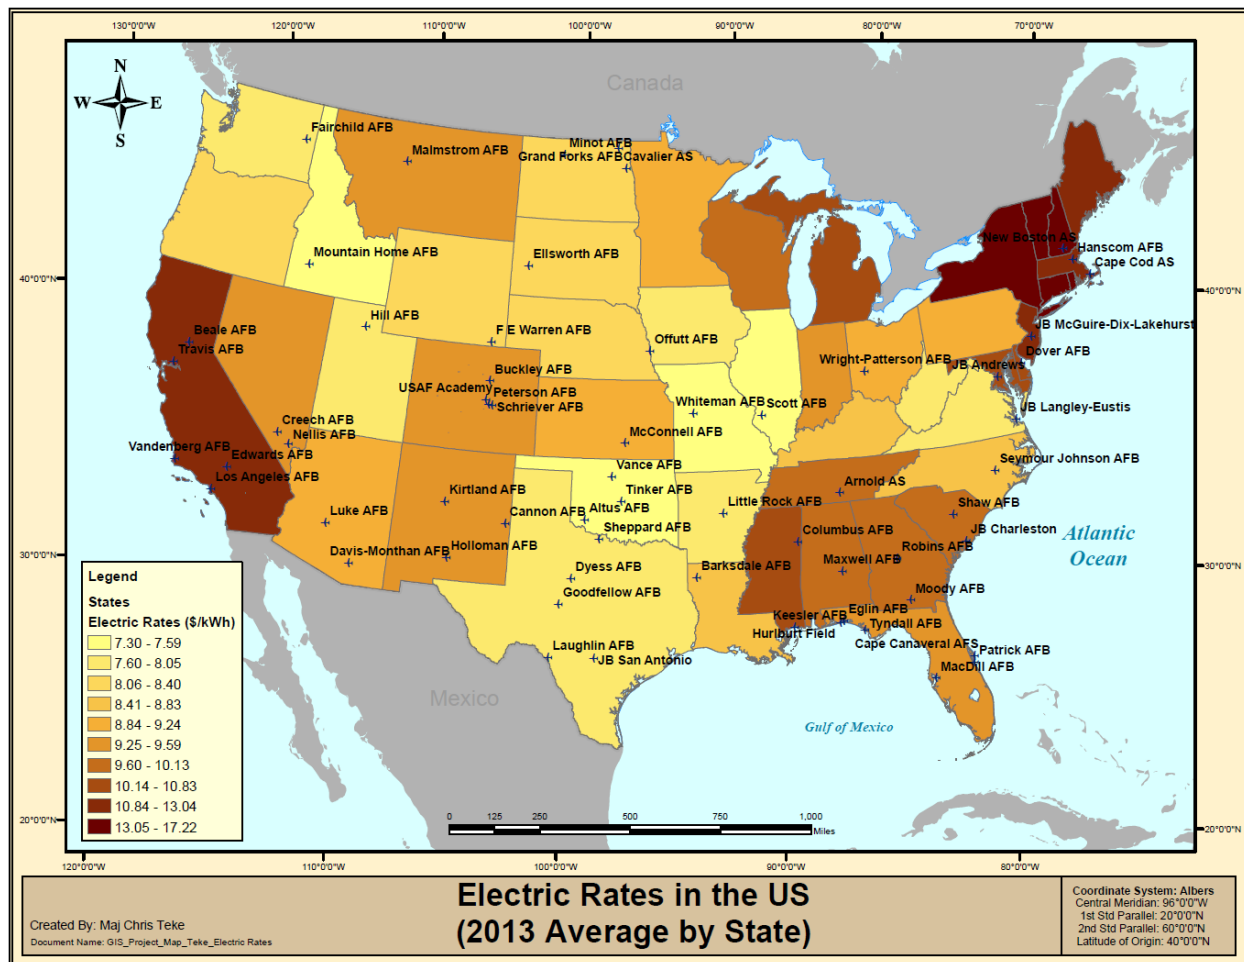 130°0'0"W
120°0'0"W
110°0'0"W
100°0'0"W
90°0'0"W
80°0'0"W
70°0'0"W
N
W E
S
Canada
Fairchild AFB
Malmstrom AFB
Minot AFB
Grand Forks AFB
Cavalier AS
New Boston AS
Hanscom AFB
Cape Cod AS
Mountain Home AFB
Ellsworth AFB
40°0'0"N
40°0'0"N
Hill AFB
Beale AFB
Travis AFB
F E Warren AFB
Offutt AFB
JB McGuire-Dix-Lakehurst
Dover AFB
JB Andrews
Wright-Patterson AFB
Buckley AFB
USAF Academy
Peterson AFB
Schriever AFB
Whiteman AFB
Scott AFB
JB Langley-Eustis
Creech AFB
Nellis AFB
McConnell AFB
Vandenberg AFB
Edwards AFB
Los Angeles AFB
Vance AFB
Seymour Johnson AFB
Kirtland AFB
Tinker AFB
Arnold AS
Luke AFB
Cannon AFB
Altus AFB
Little Rock AFB
Shaw AFB
Sheppard AFB
Columbus AFB
JB Charleston
Atlantic
Ocean
30°0'0"N
30°0'0"N
Davis-Monthan AFB
Holloman AFB
Robins AFB
Dyess AFB
Barksdale AFB
Maxwell AFB
Goodfellow AFB
Moody AFB
Keesler AFB
Eglin AFB
Hurlburt Field
Tyndall AFB
Cape Canaveral AFS
Laughlin AFB
JB San Antonio
Patrick AFB
MacDill AFB
Mexico
Gulf of Mexico
Legend
States
Electric Rates ($/kWh)
7.30 - 7.59
7.60 - 8.05
8.06 - 8.40
8.41 - 8.83
8.84 - 9.24
9.25 - 9.59
9.60 - 10.13
10.14 - 10.83
10.84 - 13.04
13.05 - 17.22
0 125 250 500 750 1,000
Miles
20°0'0"N
20°0'0"N
120°0'0"W
110°0'0"W
100°0'0"W
90°0'0"W
80°0'0"W
Electric Rates in the US
(2013 Average by State)
Created By: Maj Chris Teke
Document Name: GIS_Project_Map_Teke_Electric Rates
Coordinate System: Albers
Central Meridian: 96°0'0"W
1st Std Parallel: 20°0'0"N
2nd Std Parallel: 60°0'0"N
Latitude of Origin: 40°0'0"N